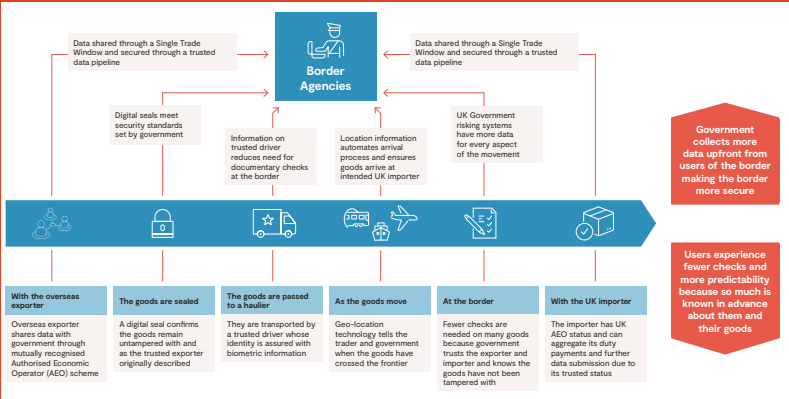 Data shared through a Single Trade
Window and secured through a trusted
data pipeline
Border
Agencies
Data shared through a Single Trade
Window and secured through a trusted
data pipeline
Digital seals meet
security standards
set by government
Information on
trusted driver
reduces need for
documentary checks
at the border
Location information
automates arrival
process and ensures
goods arrive at
intended UK importer
UK Government
risking systems
have more data
for every aspect
of the movement
Government
collects more
data upfront from
users of the border
making the border
more secure
With the overseas
exporter
Overseas exporter
shares data with
government through
mutually recognised
Authorised Economic
Operator (AEO) scheme
The goods are sealed
A digital seal confirms
the goods remain
untampered with and
as the trusted exporter
originally described
The goods are passed
to a haulier
They are transported by
a trusted driver whose
identity is assured with
biometric information
As the goods move
Geo-location
technology tells the
trader and government
when the goods have
crossed the frontier
At the border
Fewer checks are
needed on many goods
because government
trusts the exporter and
importer and knows the
goods have not been
tampered with
With the UK importer
The importer has UK
AEO status and can
aggregate its duty
payments and further
data submission due to
its trusted status
Users experience
fewer checks and
more predictability
because so much is
known in advance
about them and
their goods